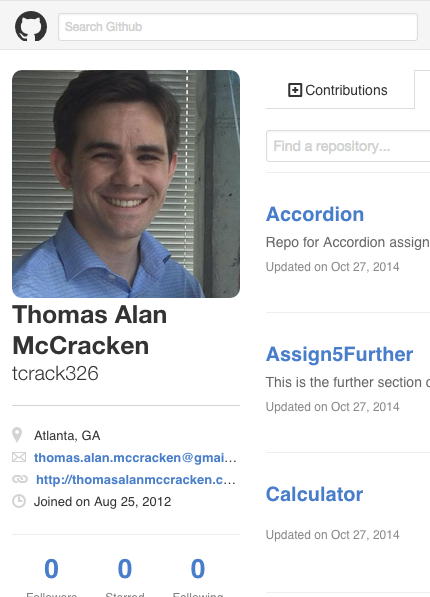 Search Github
Contributions
Find a repository...
Thomas Alan
McCracken
tcrack326
Atlanta, GA
thomas.alan.mccracken@gmai...
http://thomasalanmccracken.c...
Joined on Aug 25, 2012
0 0 0
Followers Starred Following
Accordion
Repo for Accordion assign
Updated on Oct 27, 2014
Assign5Further
This is the further section
Updated on Oct 27, 2014
Calculator
Updated on Oct 27, 2014